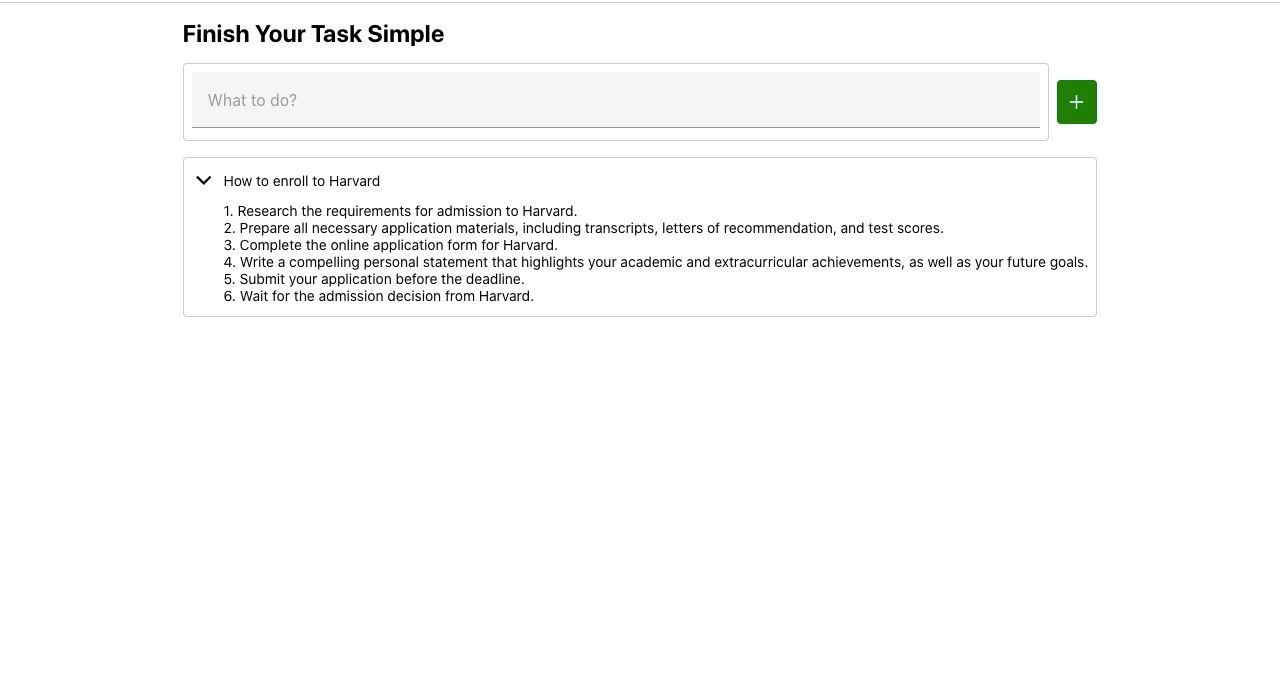 Finish Your Task Simple
What to do?
+
How to enroll to Harvard
1. Research the requirements for admission to Harvard.
2. Prepare all necessary application materials, including transcripts, letters of recommendation, and test scores.
3. Complete the online application form for Harvard.
4. Write a compelling personal statement that highlights your academic and extracurricular achievements, as well as your future goals.
5. Submit your application before the deadline.
6. Wait for the admission decision from Harvard.